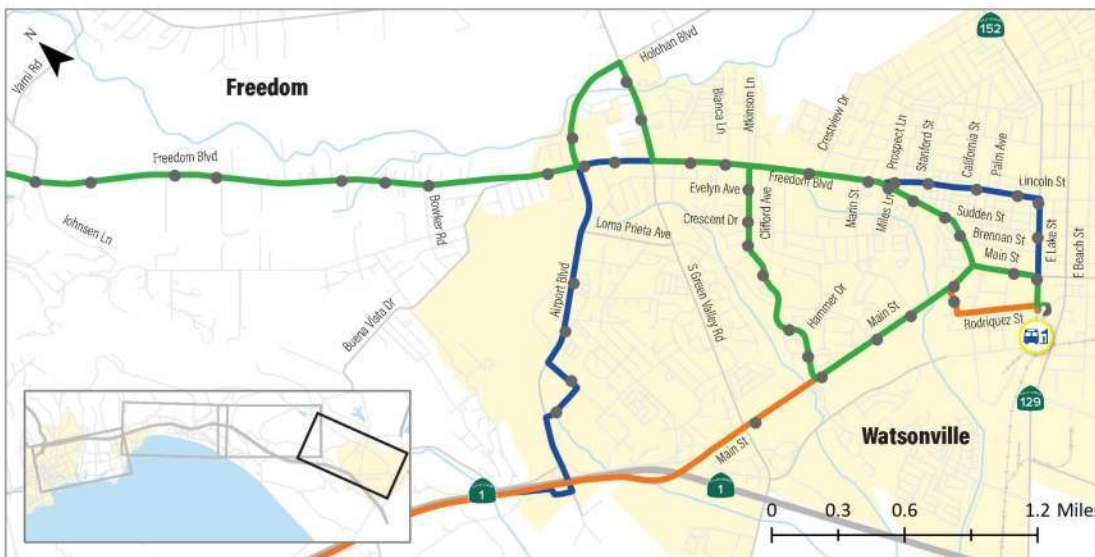 N
152
Varni Rd
Freedom
Holohan Blvd
Bianca Ln
Atkinson Ln
Crestview Dr
Prospect Ln
Stanford St
California St
Palm Ave
Freedom Blvd
Lincoln St
Evelyn Ave
Freedom Blvd
Mann St
Miles Ln
Bowker Rd
Johnsen Ln
Loma Prieta Ave
Crescent Dr
Clifford Ave
Sudden St
Brennan St
Main St
E Lake St
E Beach St
Airport Blvd
S Green Valley Rd
Hammer Dr
Main St
Buena Vista Dr
Rodriquez St
129
Main St
Watsonville
1
1
0 0.3 0.6 1.2 Miles